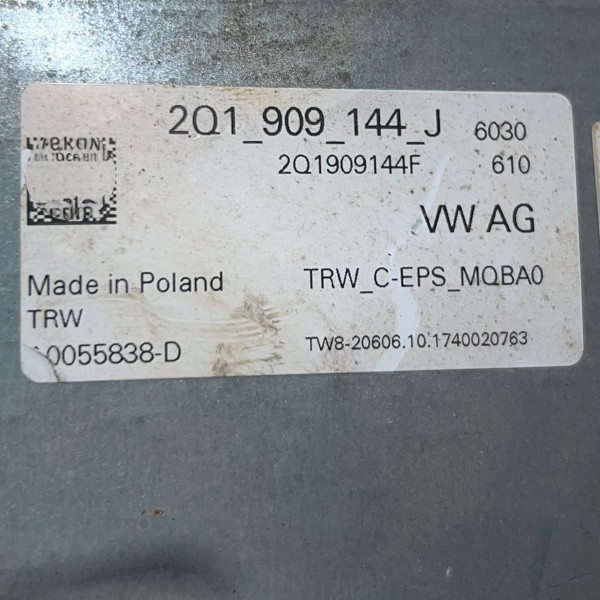 2Q1_909_144_J 6030
2Q1909144F 610
VW AG
Made in Poland TRW_C-EPS_MQBA0
TRW
0055838-D TW8-20606.10.1740020763